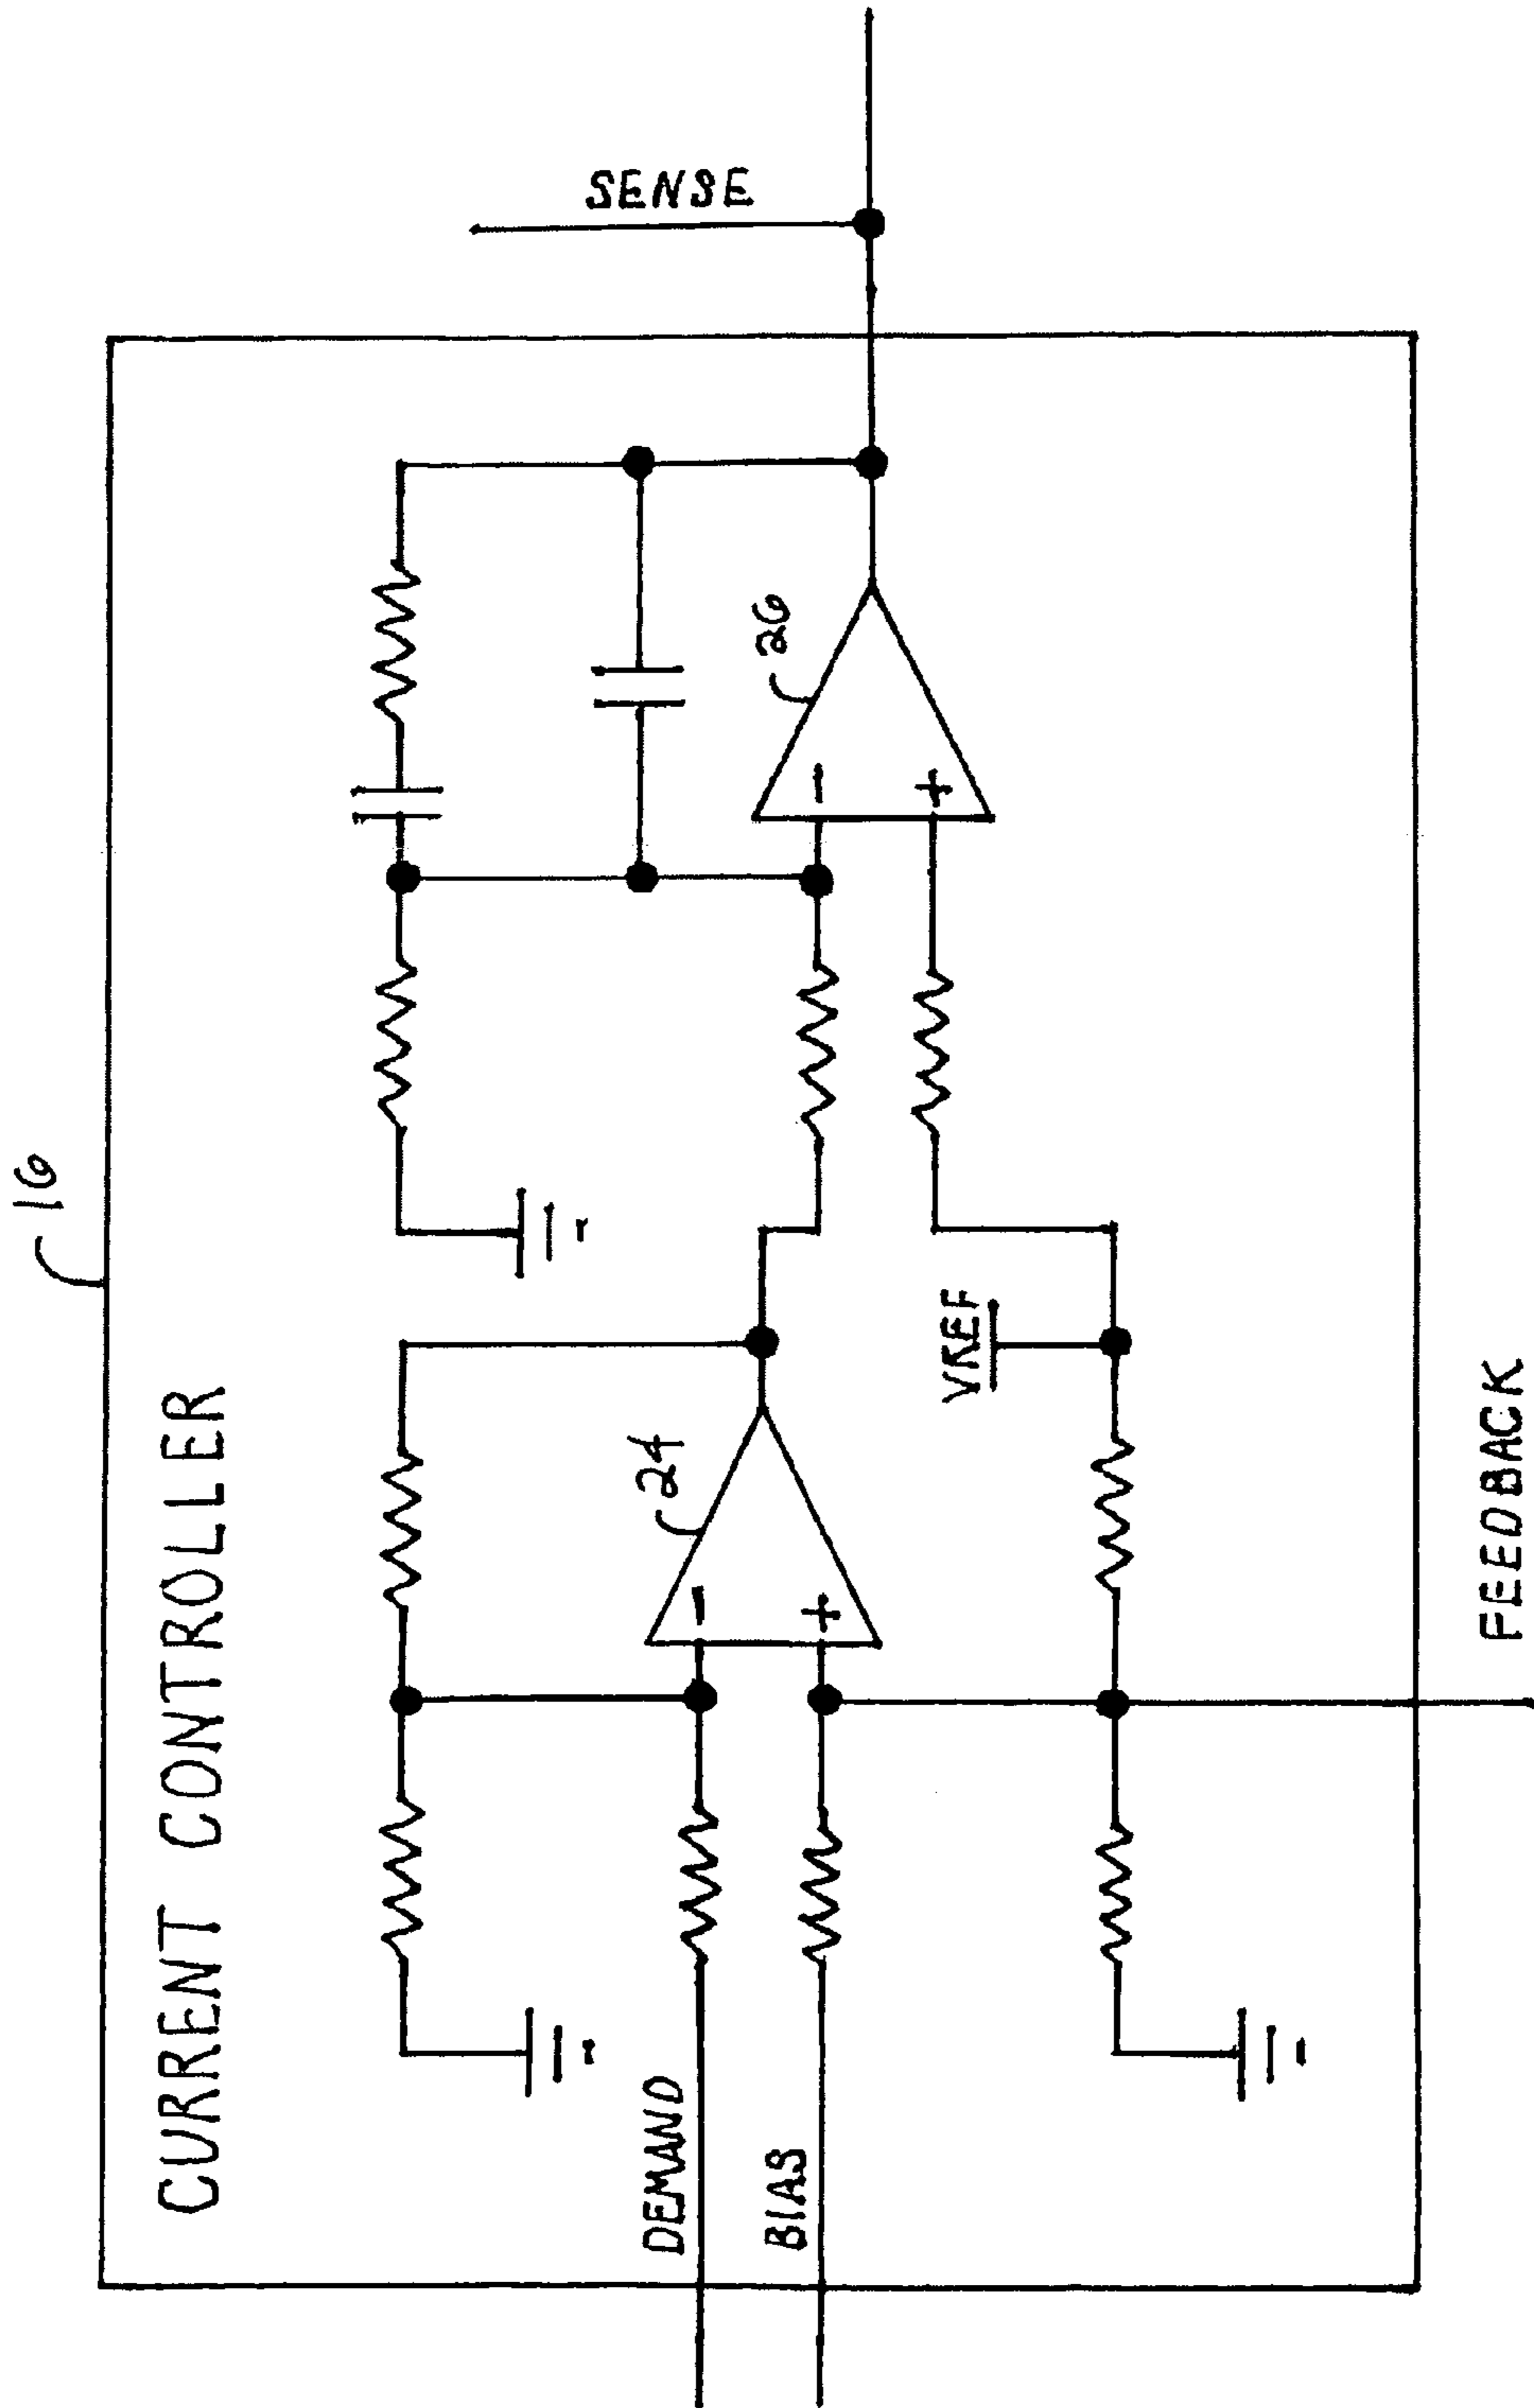 16
CURRENT CONTROLLER
SENSE
26
24
VREF
DEMAND
BIAS
FEEDBACK